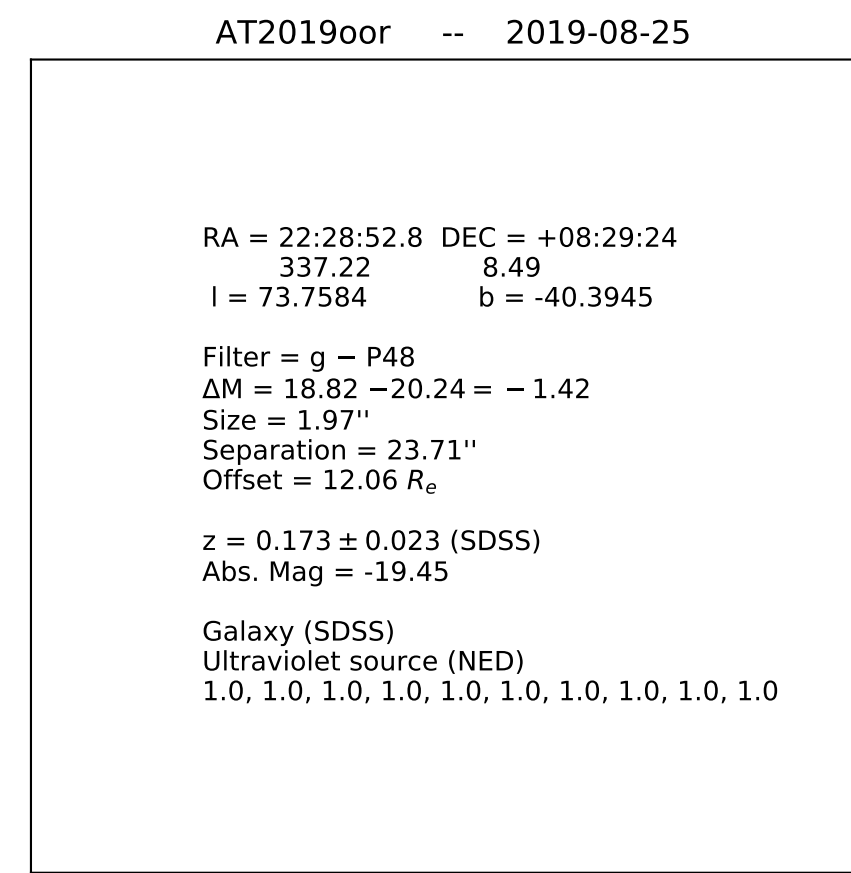 AT2019oor -- 2019-08-25
RA = 22:28:52.8 DEC = +08:29:24
337.22 8.49
l = 73.7584 b = -40.3945
Filter = g − P48
ΔM = 18.82 −20.24 = − 1.42
Size = 1.97''
Separation = 23.71''
Offset = 12.06 Rₑ
z = 0.173 ± 0.023 (SDSS)
Abs. Mag = -19.45
Galaxy (SDSS)
Ultraviolet source (NED)
1.0, 1.0, 1.0, 1.0, 1.0, 1.0, 1.0, 1.0, 1.0, 1.0